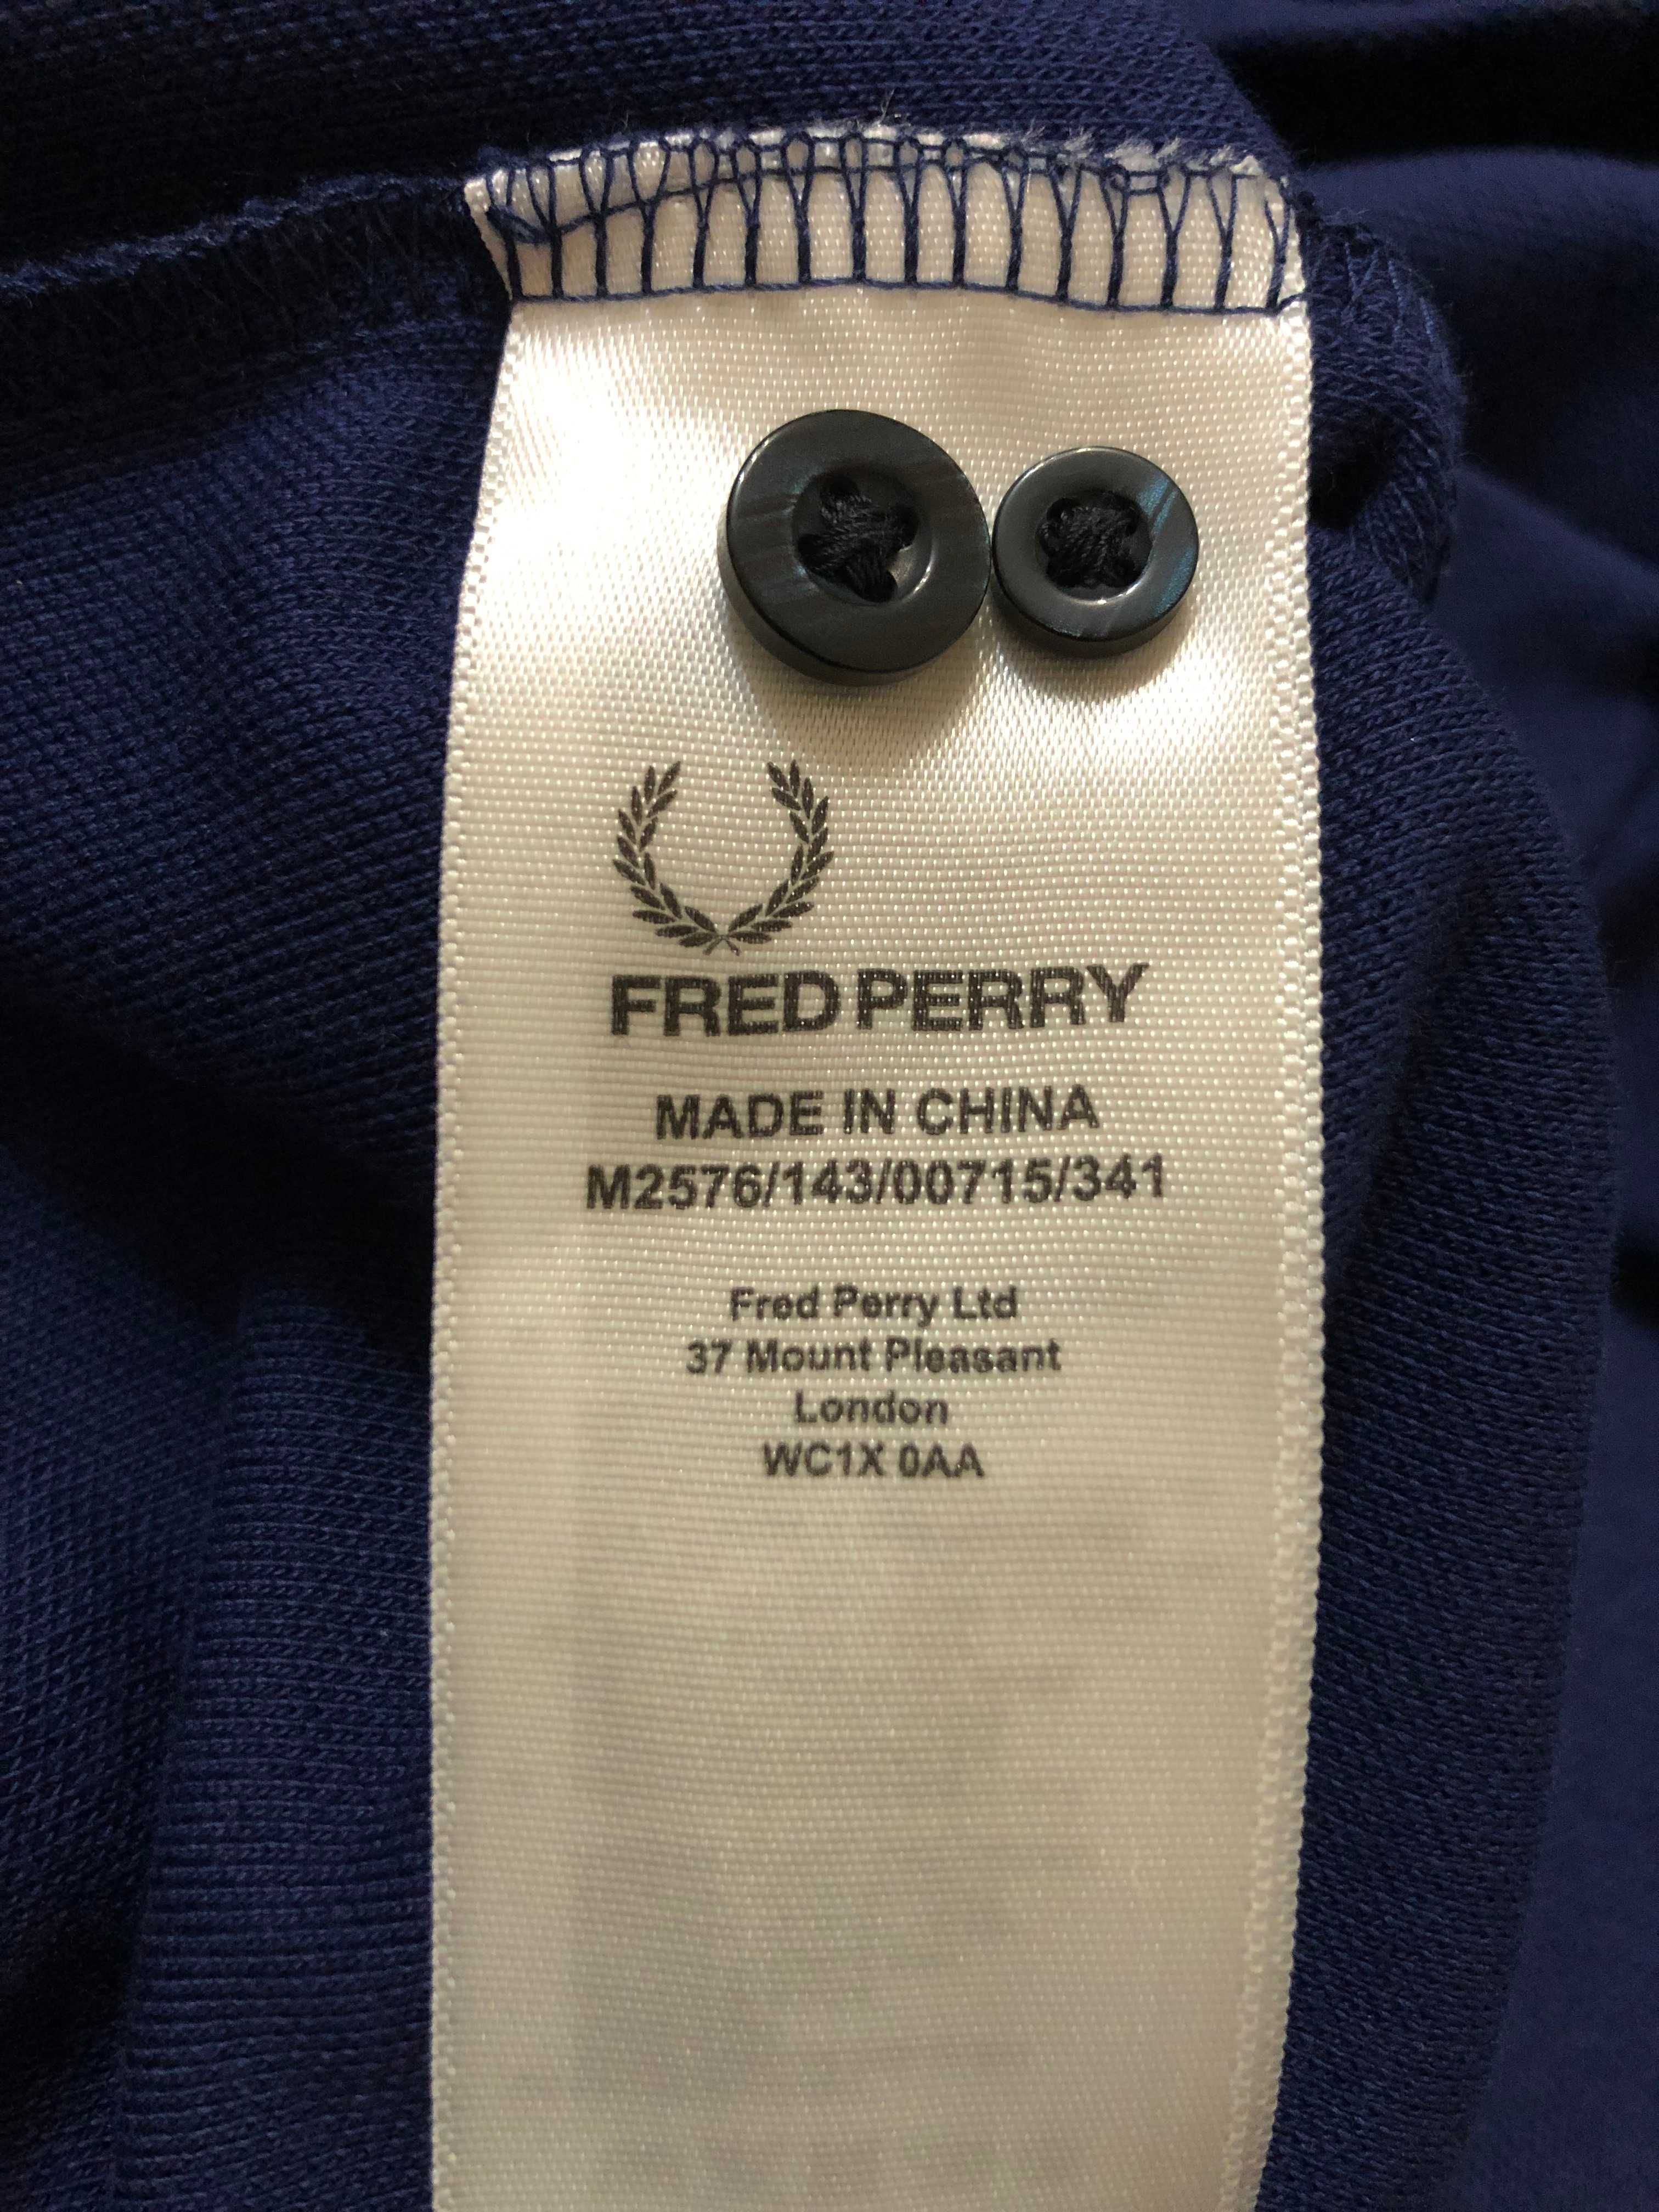 FRED PERRY
MADE IN CHINA
M2576/143/00715/341
Fred Perry Ltd
37 Mount Pleasant
London
WC1X 0AA